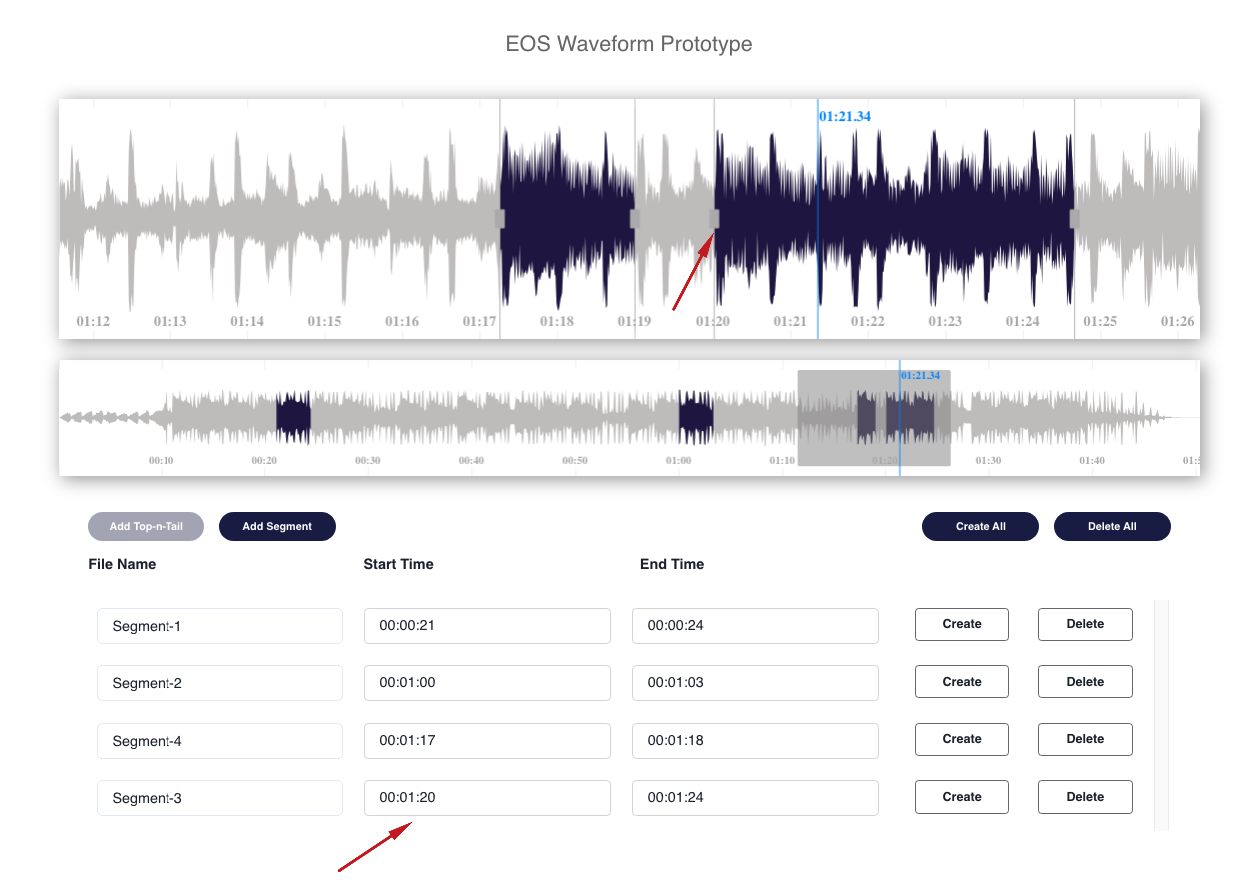 EOS Waveform Prototype
01:21.34
01:12 01:13 01:14 01:15 01:16 01:17 01:18 01:19 01:20 01:21 01:22 01:23 01:24 01:25 01:26
01:21.34
00:10 00:20 00:30 00:40 00:50 01:00 01:10 01:20 01:30 01:40
Add Top-n-Tail Add Segment Create All Delete All
File Name Start Time End Time
Segment-1 00:00:21 00:00:24 Create Delete
Segment-2 00:01:00 00:01:03 Create Delete
Segment-4 00:01:17 00:01:18 Create Delete
Segment-3 00:01:20 00:01:24 Create Delete